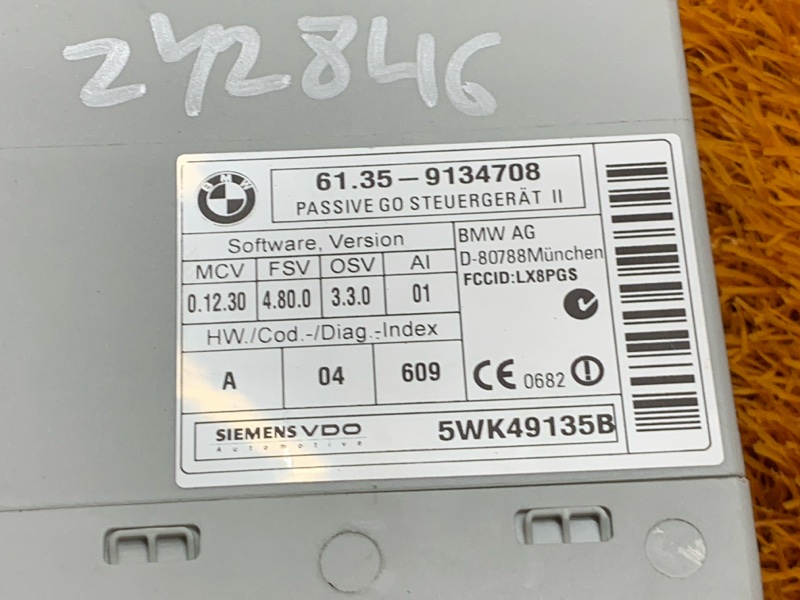 242846
BMW
61.35-9134708
PASSIVE GO STEUERGERÄT II
Software, Version
MCV FSV OSV AI
0.12.30 4.80.0 3.3.0 01
HW./Cod.-/Diag.-Index
A 04 609
BMW AG
D-80788München
FCCID:LX8PGS
CE 0682
SIEMENS VDO
Automotive
5WK49135B